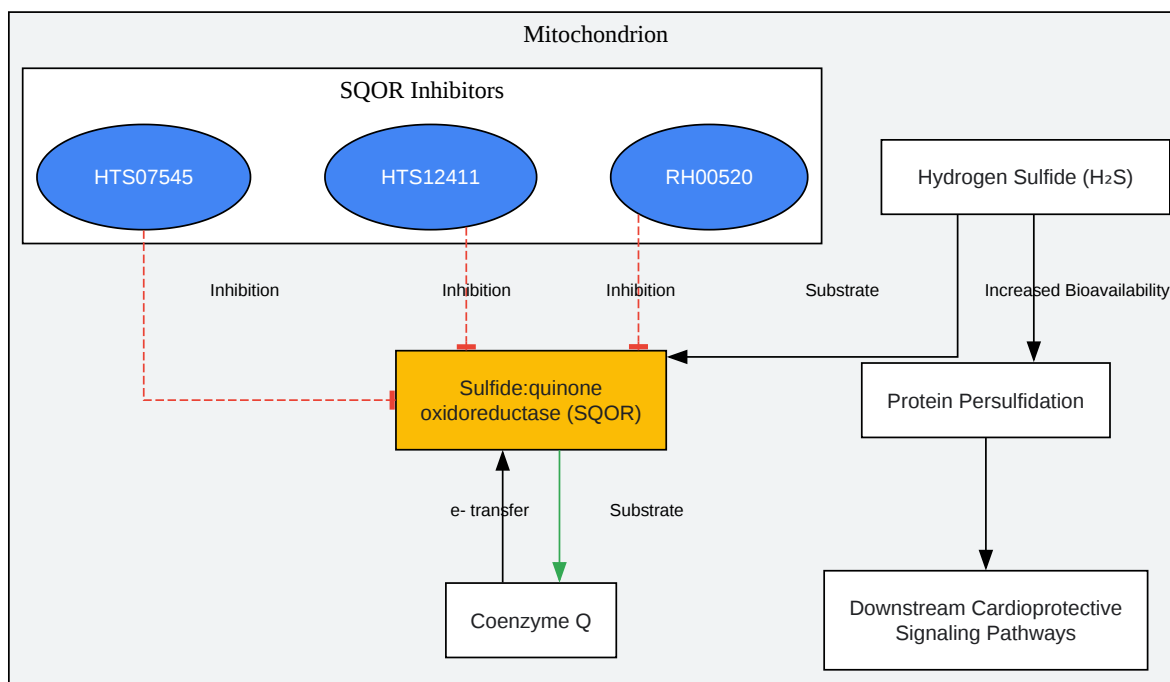 Mitochondrion
SQOR Inhibitors
HTS07545
HTS12411
RH00520
Hydrogen Sulfide (H₂S)
Inhibition
Inhibition
Inhibition
Substrate
Increased Bioavailability
Sulfide:quinone
oxidoreductase (SQOR)
Protein Persulfidation
e- transfer
Substrate
Coenzyme Q
Downstream Cardioprotective
Signaling Pathways